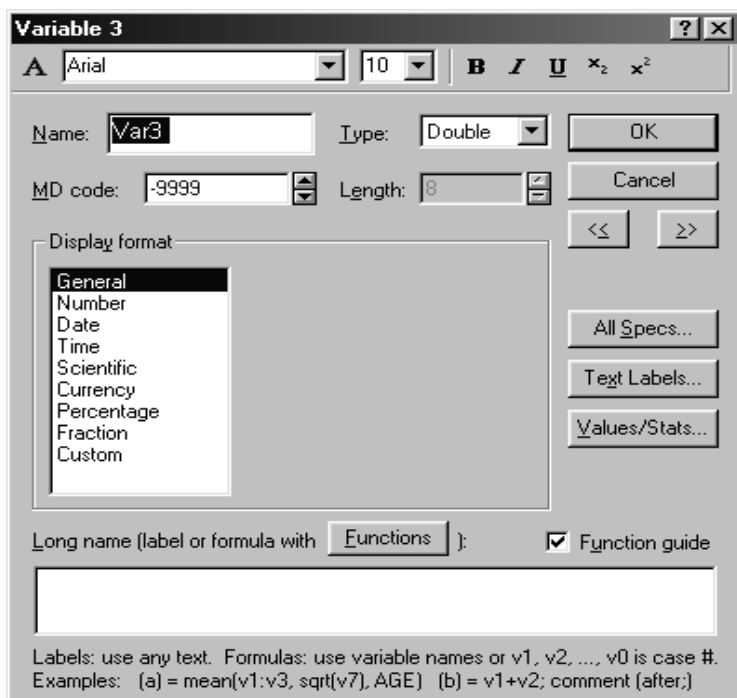 Variable 3
A Arial 10 B I U x₂ x²
Name: Var3 Type: Double OK
MD code: -9999 Length: 8 Cancel
<< >>
Display format
General
Number
Date
Time
Scientific
Currency
Percentage
Fraction
Custom
All Specs...
Text Labels...
Values/Stats...
Long name (label or formula with Functions ): Function guide
Labels: use any text. Formulas: use variable names or v1, v2, ..., v0 is case #.
Examples: (a) = mean(v1:v3, sqrt(v7), AGE) (b) = v1+v2; comment (after;)